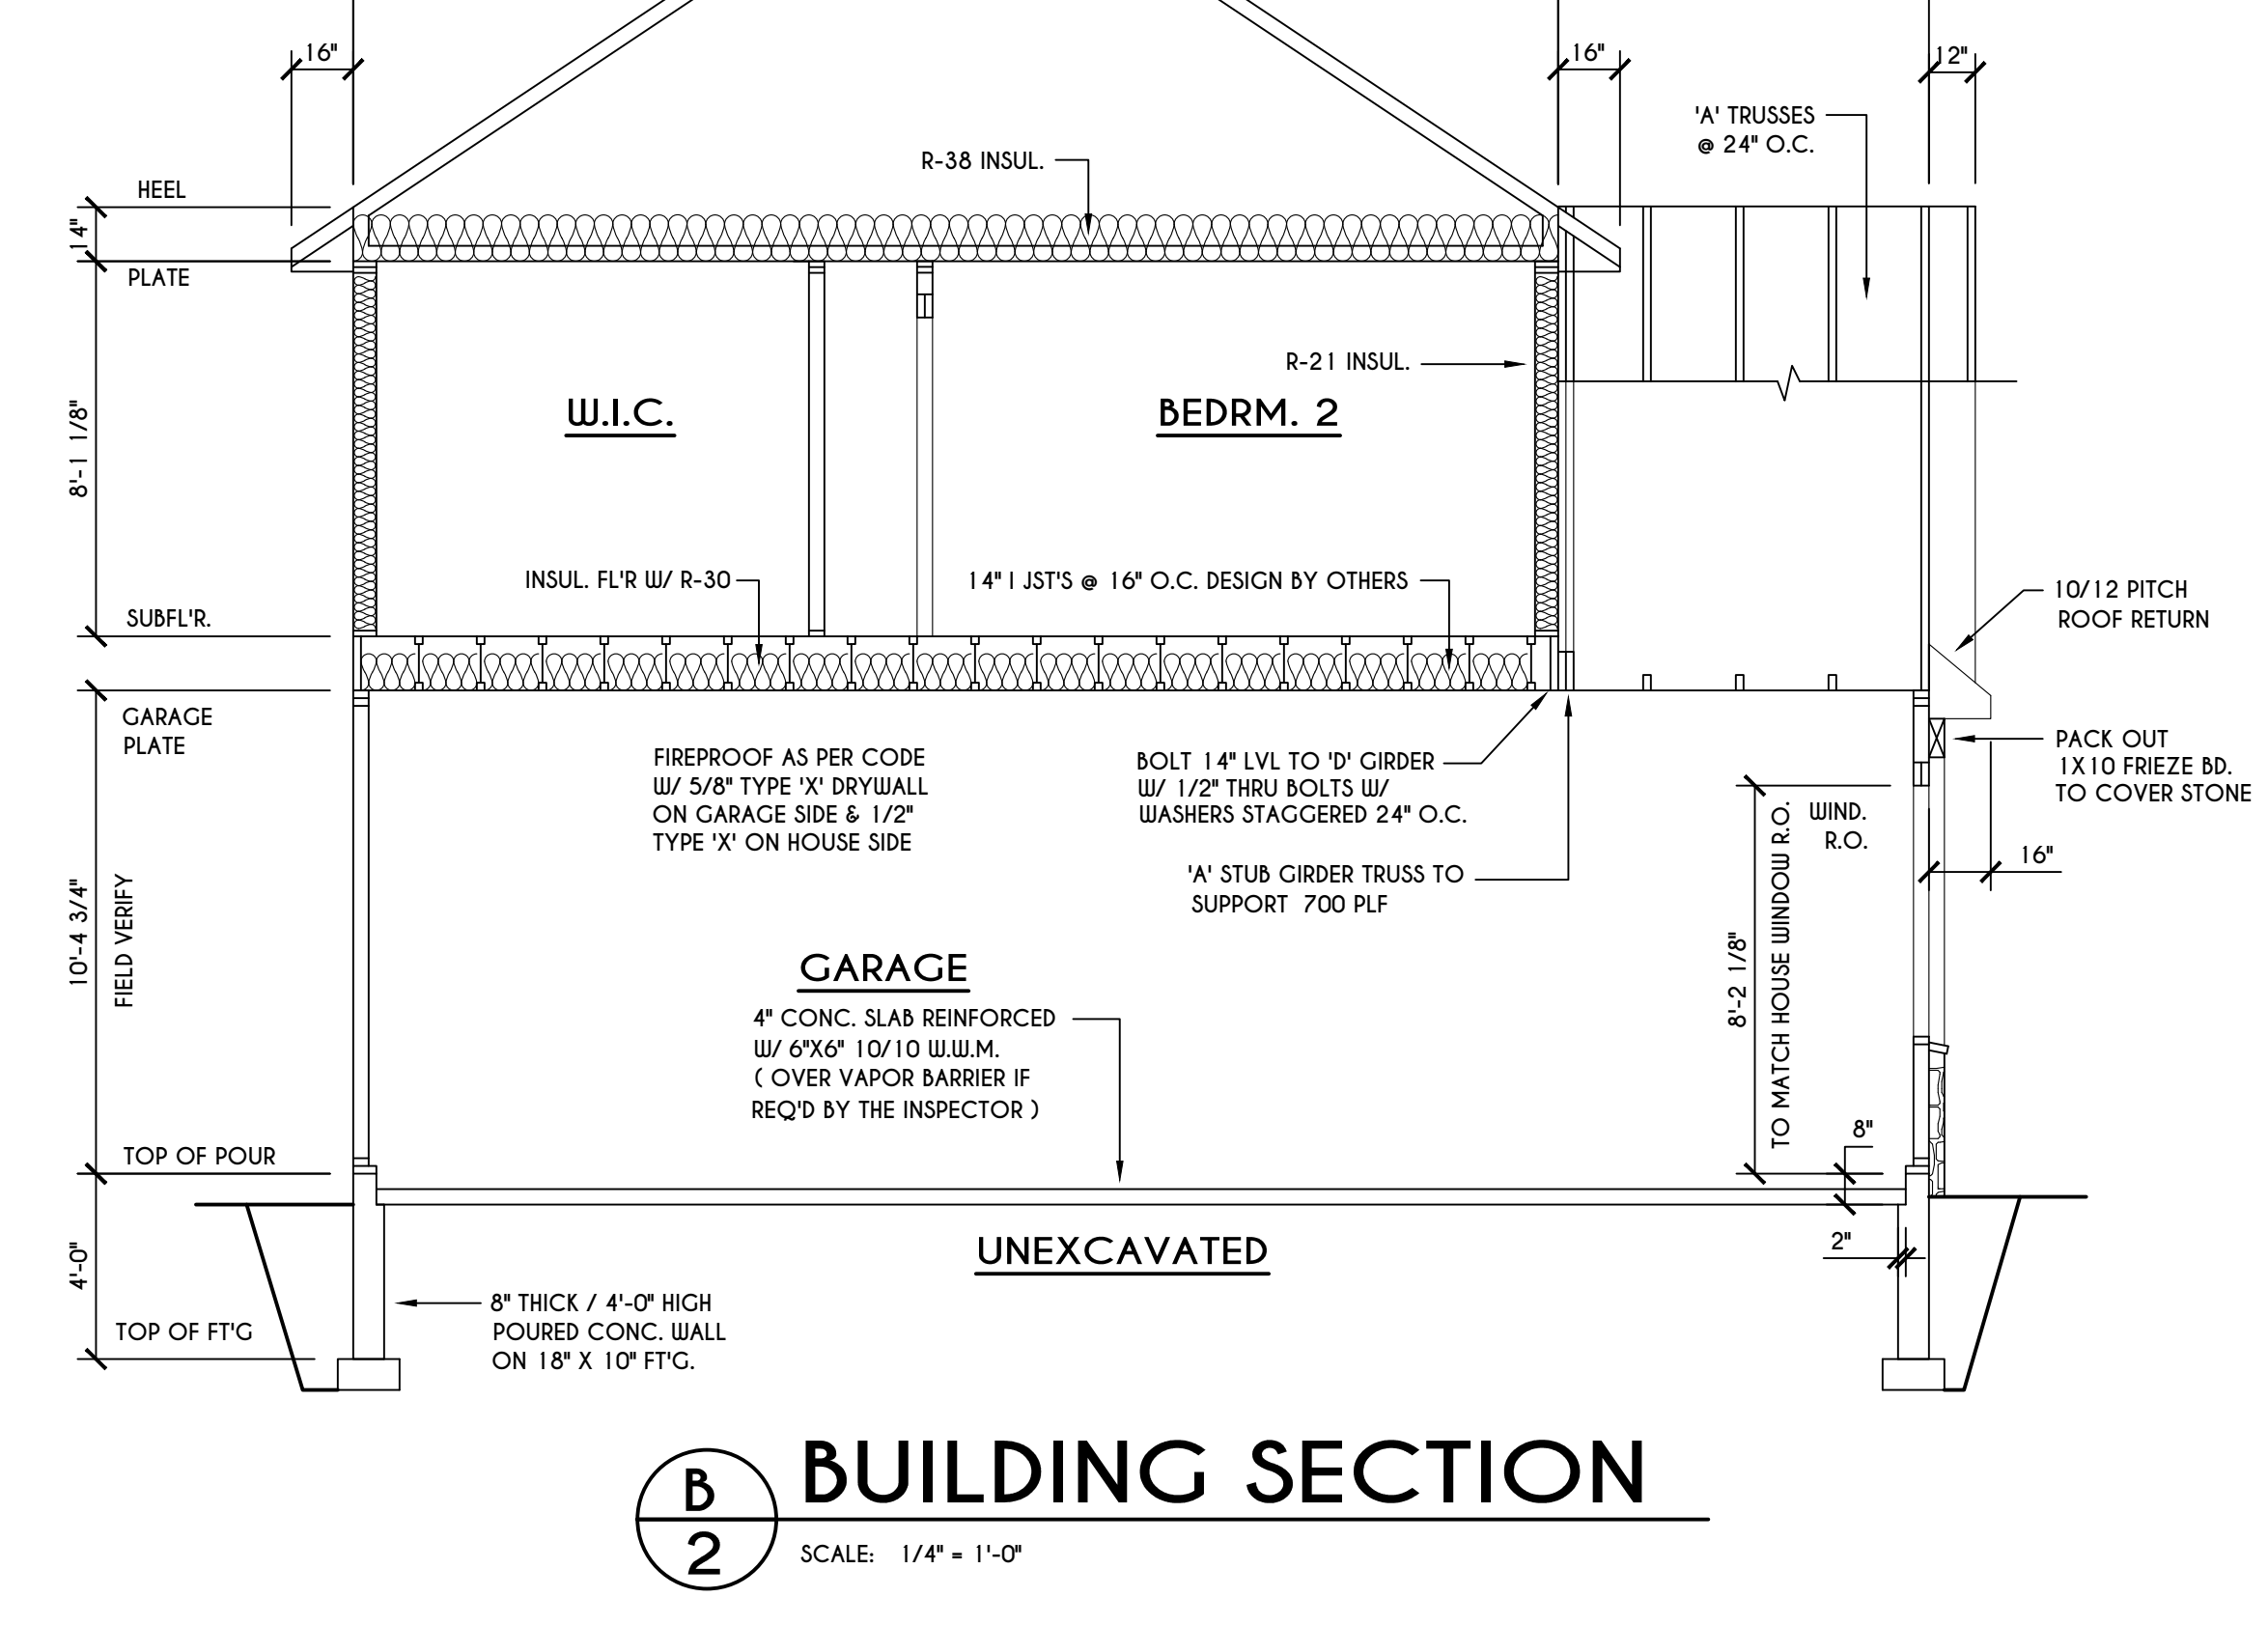 16"
16"
12"
'A' TRUSSES
@ 24" O.C.
R-38 INSUL.
HEEL
14"
PLATE
R-21 INSUL.
W.I.C.
BEDRM. 2
8'-1 1/8"
INSUL. FL'R W/ R-30
14" I JST'S @ 16" O.C. DESIGN BY OTHERS
10/12 PITCH
ROOF RETURN
SUBFL'R.
GARAGE
PLATE
FIREPROOF AS PER CODE
W/ 5/8" TYPE 'X' DRYWALL
ON GARAGE SIDE & 1/2"
TYPE 'X' ON HOUSE SIDE
BOLT 14" LVL TO 'D' GIRDER
W/ 1/2" THRU BOLTS W/
WASHERS STAGGERED 24" O.C.
PACK OUT
1X10 FRIEZE BD.
TO COVER STONE
WIND.
R.O.
16"
'A' STUB GIRDER TRUSS TO
SUPPORT 700 PLF
10'-4 3/4"
FIELD VERIFY
8'-2 1/8"
TO MATCH HOUSE WINDOW R.O.
GARAGE
4" CONC. SLAB REINFORCED
W/ 6"X6" 10/10 W.W.M.
( OVER VAPOR BARRIER IF
REQ'D BY THE INSPECTOR )
8"
TOP OF POUR
UNEXCAVATED
2"
4'-0"
8" THICK / 4'-0" HIGH
POURED CONC. WALL
ON 18" X 10" FT'G.
TOP OF FT'G
B
2
BUILDING SECTION
SCALE: 1/4" = 1'-0"